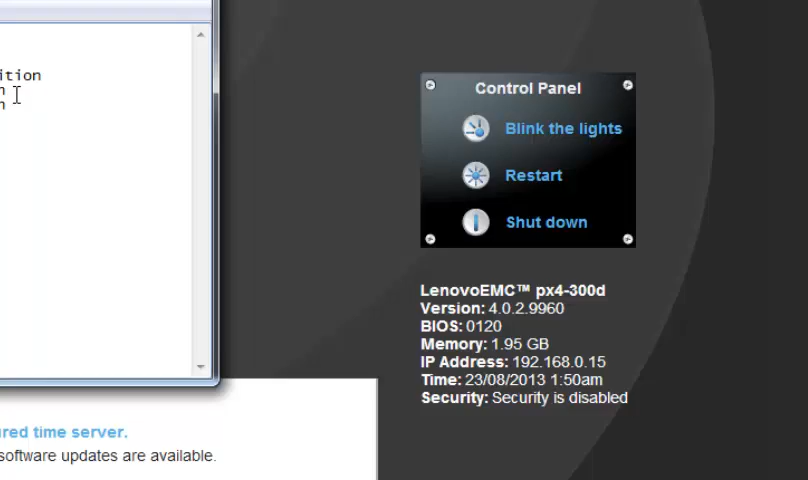 ition
n
n
Control Panel
Blink the lights
Restart
Shut down
LenovoEMC™ px4-300d
Version: 4.0.2.9960
BIOS: 0120
Memory: 1.95 GB
IP Address: 192.168.0.15
Time: 23/08/2013 1:50am
Security: Security is disabled
ured time server.
software updates are available.